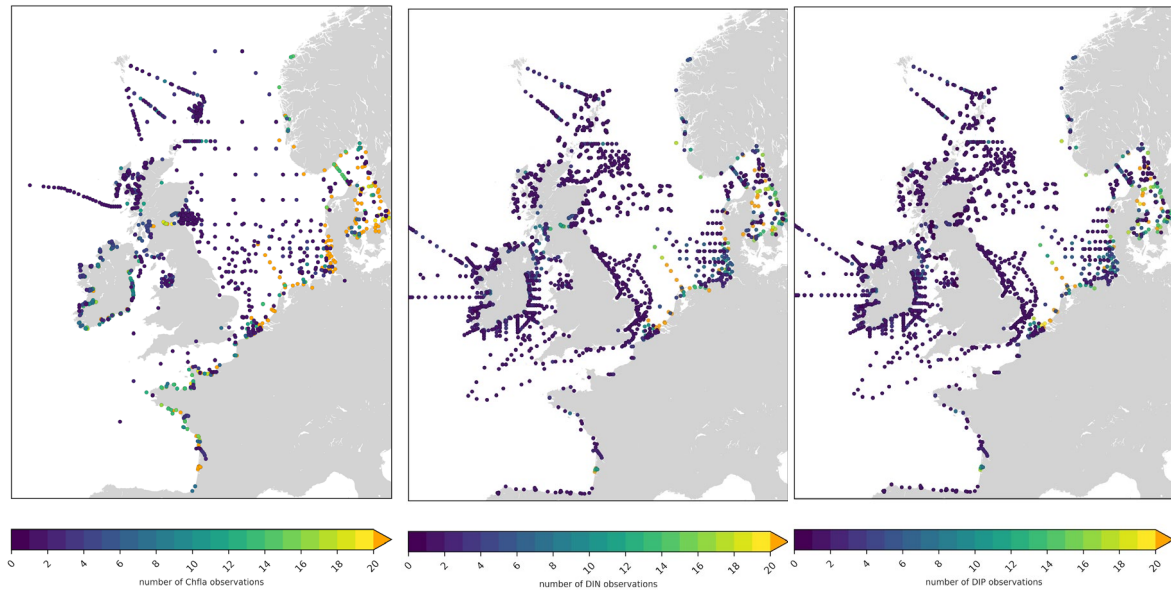 0 2 4 6 8 10 12 14 16 18 20
number of Chfla observations
0 2 4 6 8 10 12 14 16 18 20
number of DIN observations
0 2 4 6 8 10 12 14 16 18 20
number of DIP observations